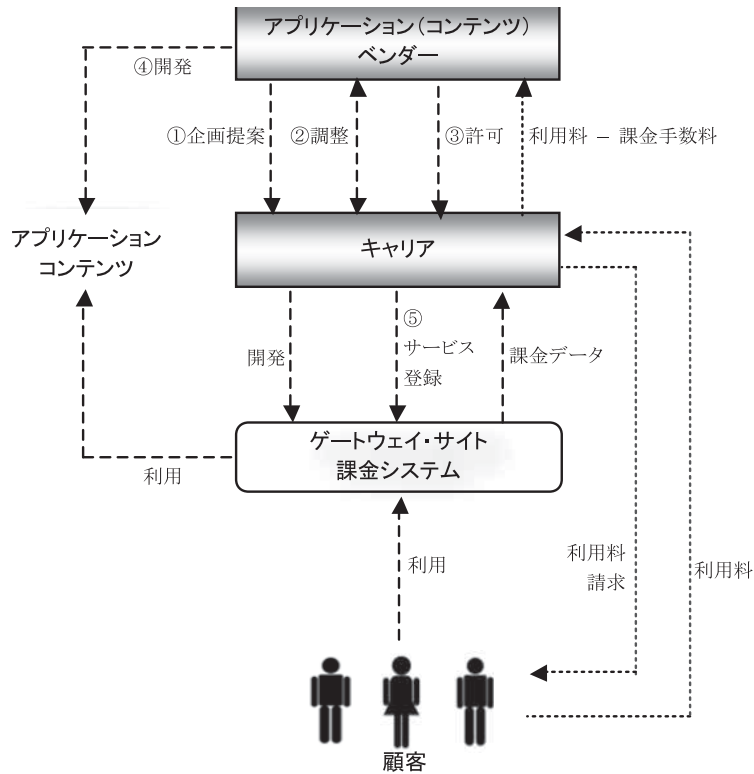 アプリケーション(コンテンツ)
ベンダー
④開発
①企画提案
②調整
③許可
利用料 － 課金手数料
アプリケーション
コンテンツ
キャリア
開発
⑤
サービス
登録
課金データ
ゲートウェイ・サイト
課金システム
利用
利用
利用料
請求
利用料
顧客